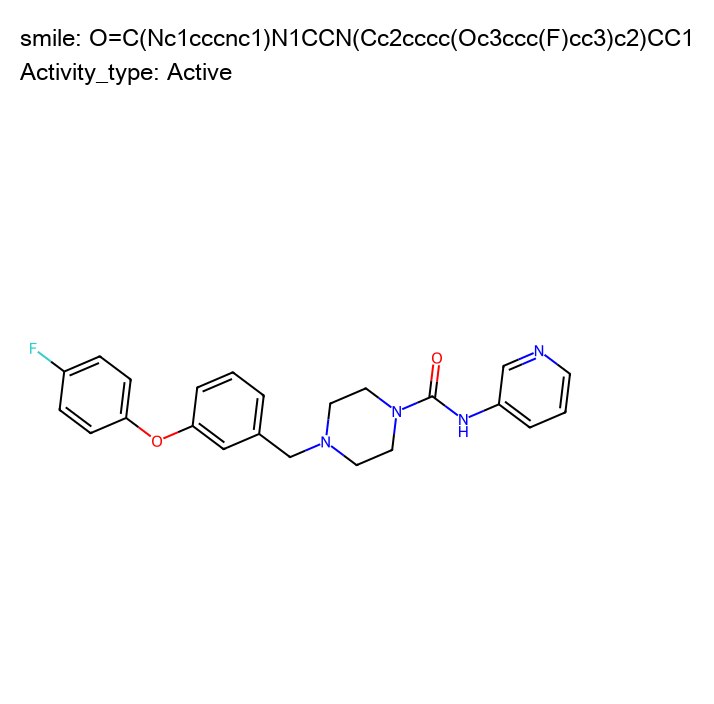 smile: O=C(Nc1cccnc1)N1CCN(Cc2cccc(Oc3ccc(F)cc3)c2)CC1
Activity_type: Active
F
O
N
N
O
N
N
H